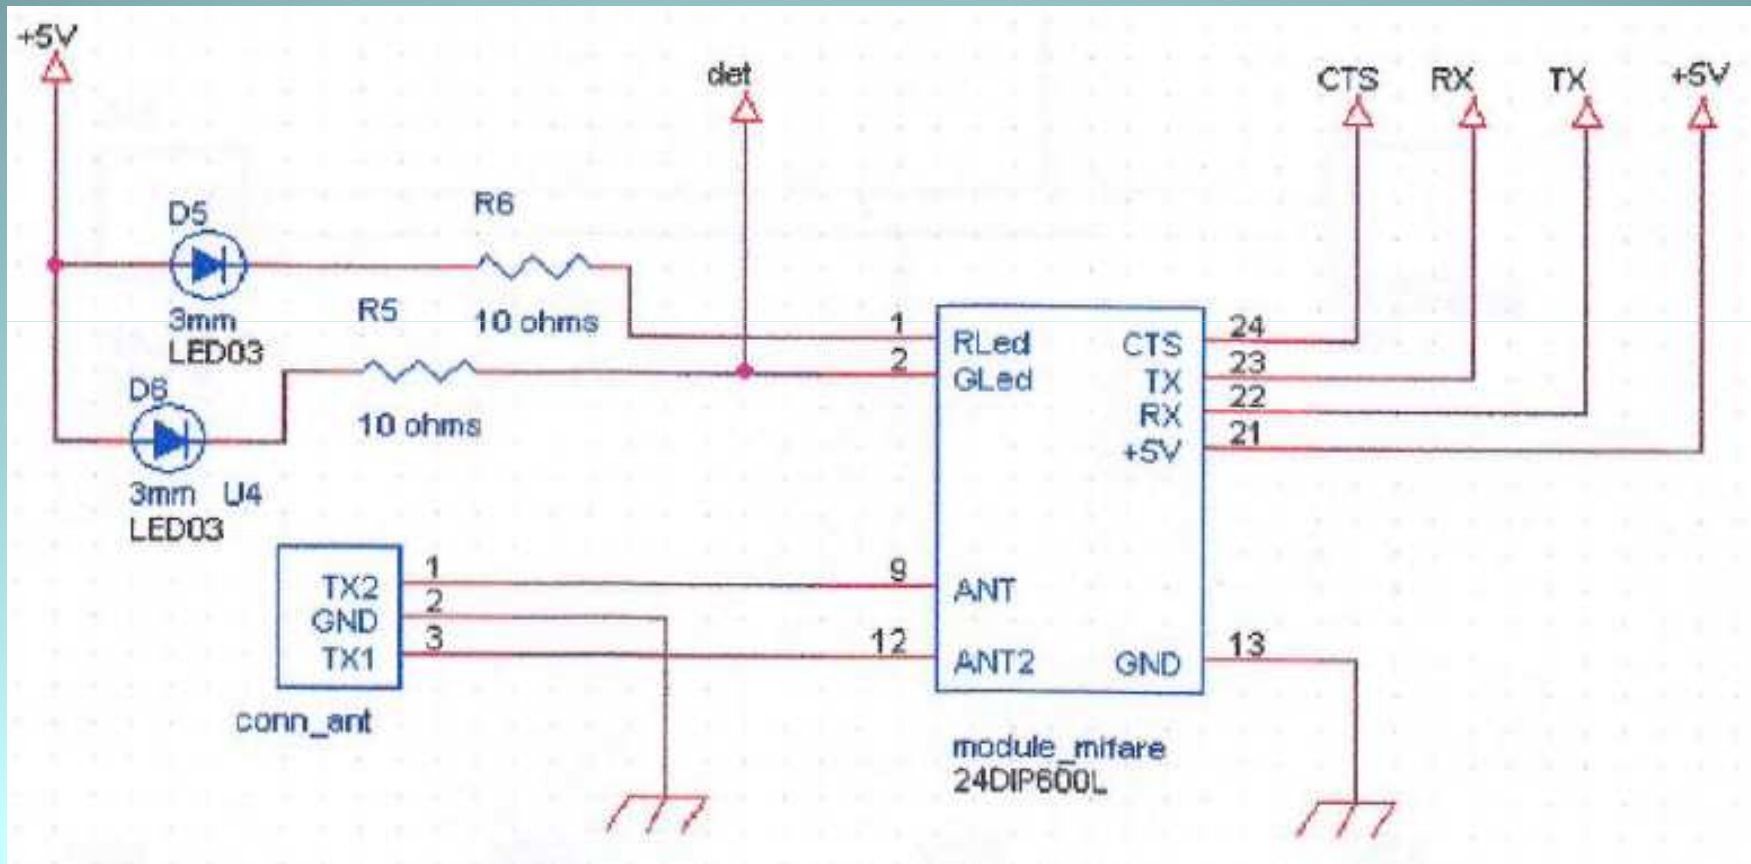 +5V
det
CTS
RX
TX
+5V
D5
R6
3mm
LED03
R5
10 ohms
D6
10 ohms
3mm
U4
LED03
1
2
RLed
GLed
CTS
TX
RX
+5V
24
23
22
21
TX2
GND
TX1
1
2
3
conn_ant
9
12
ANT
ANT2
GND
13
module_mifare
24DIP600L